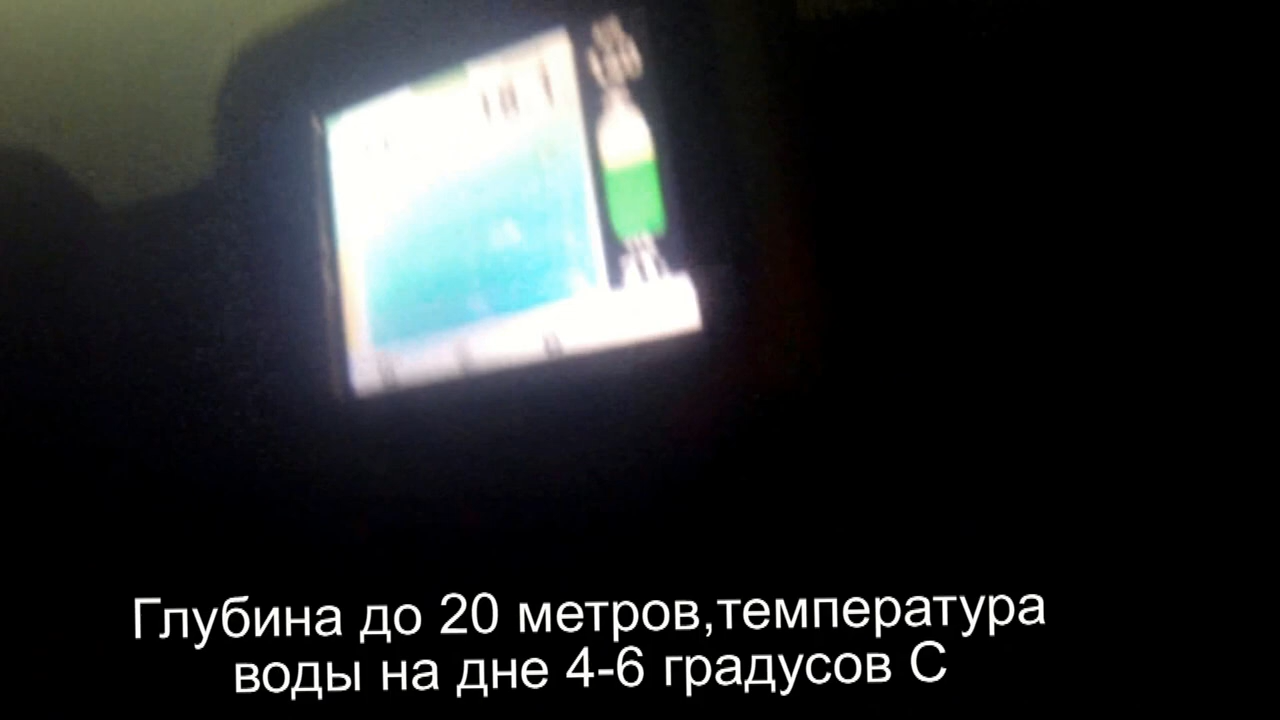 Глубина до 20 метров,температура
воды на дне 4-6 градусов С